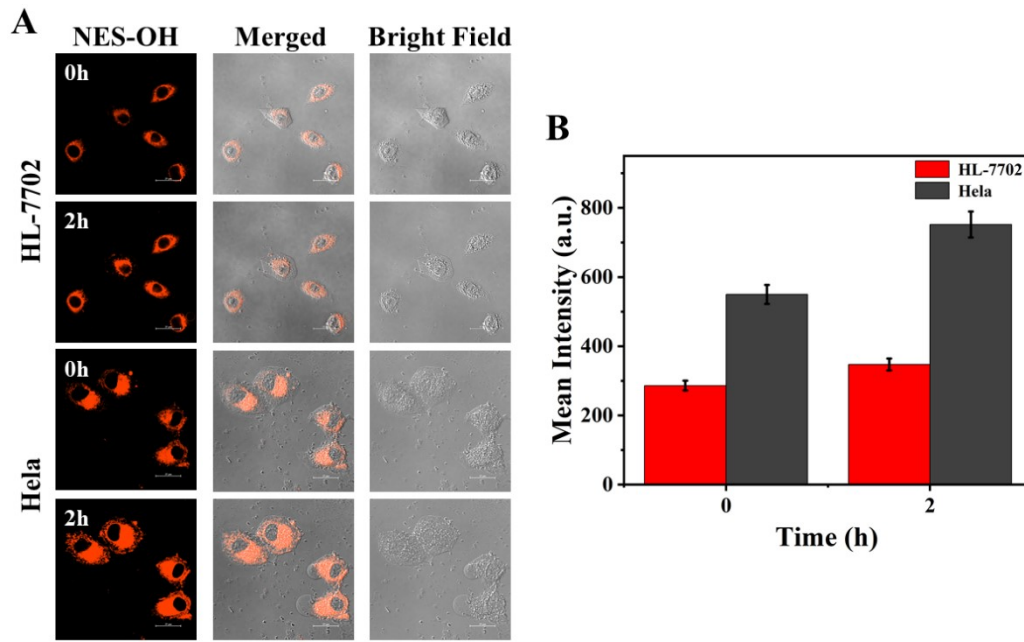 A
NES-OH Merged Bright Field
HL-7702
0h
2h
Hela
0h
2h
B
HL-7702
Hela
Mean Intensity (a.u.)
800
600
400
200
0
0 2
Time (h)